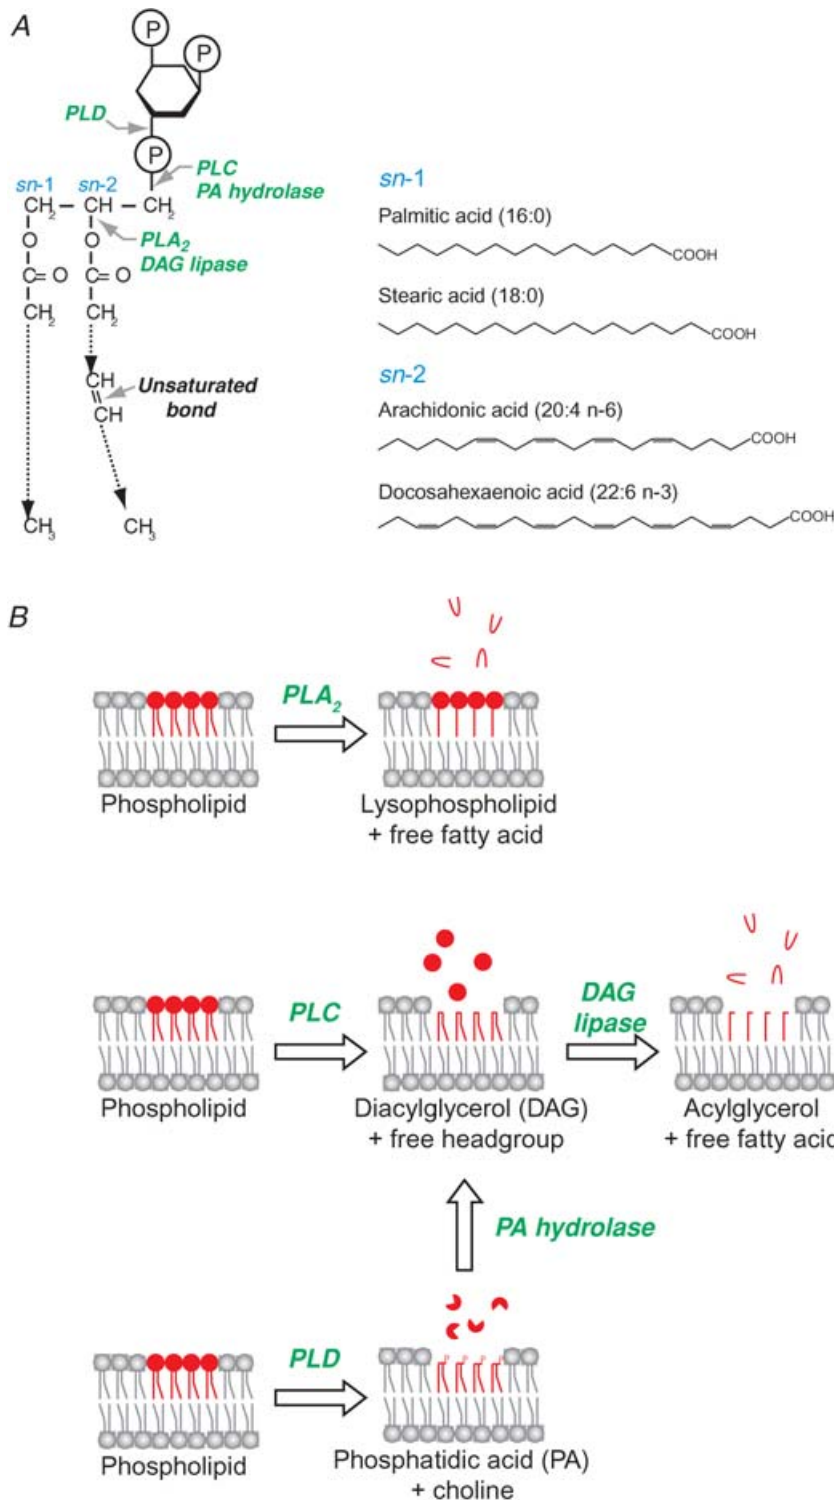 A
P
P
PLD
P
PLC
PA hydrolase
sn-1 sn-2
CH2 – CH – CH2
O O
PLA2
DAG lipase
C=O C=O
CH2 CH2
CH
CH
Unsaturated
bond
CH3 CH3
sn-1
Palmitic acid (16:0)
COOH
Stearic acid (18:0)
COOH
sn-2
Arachidonic acid (20:4 n-6)
COOH
Docosahexaenoic acid (22:6 n-3)
COOH
B
PLA2
Phospholipid
Lysophospholipid
+ free fatty acid
PLC
DAG
lipase
Phospholipid
Diacylglycerol (DAG)
+ free headgroup
Acylglycerol
+ free fatty acid
PA hydrolase
PLD
Phospholipid
Phosphatidic acid (PA)
+ choline